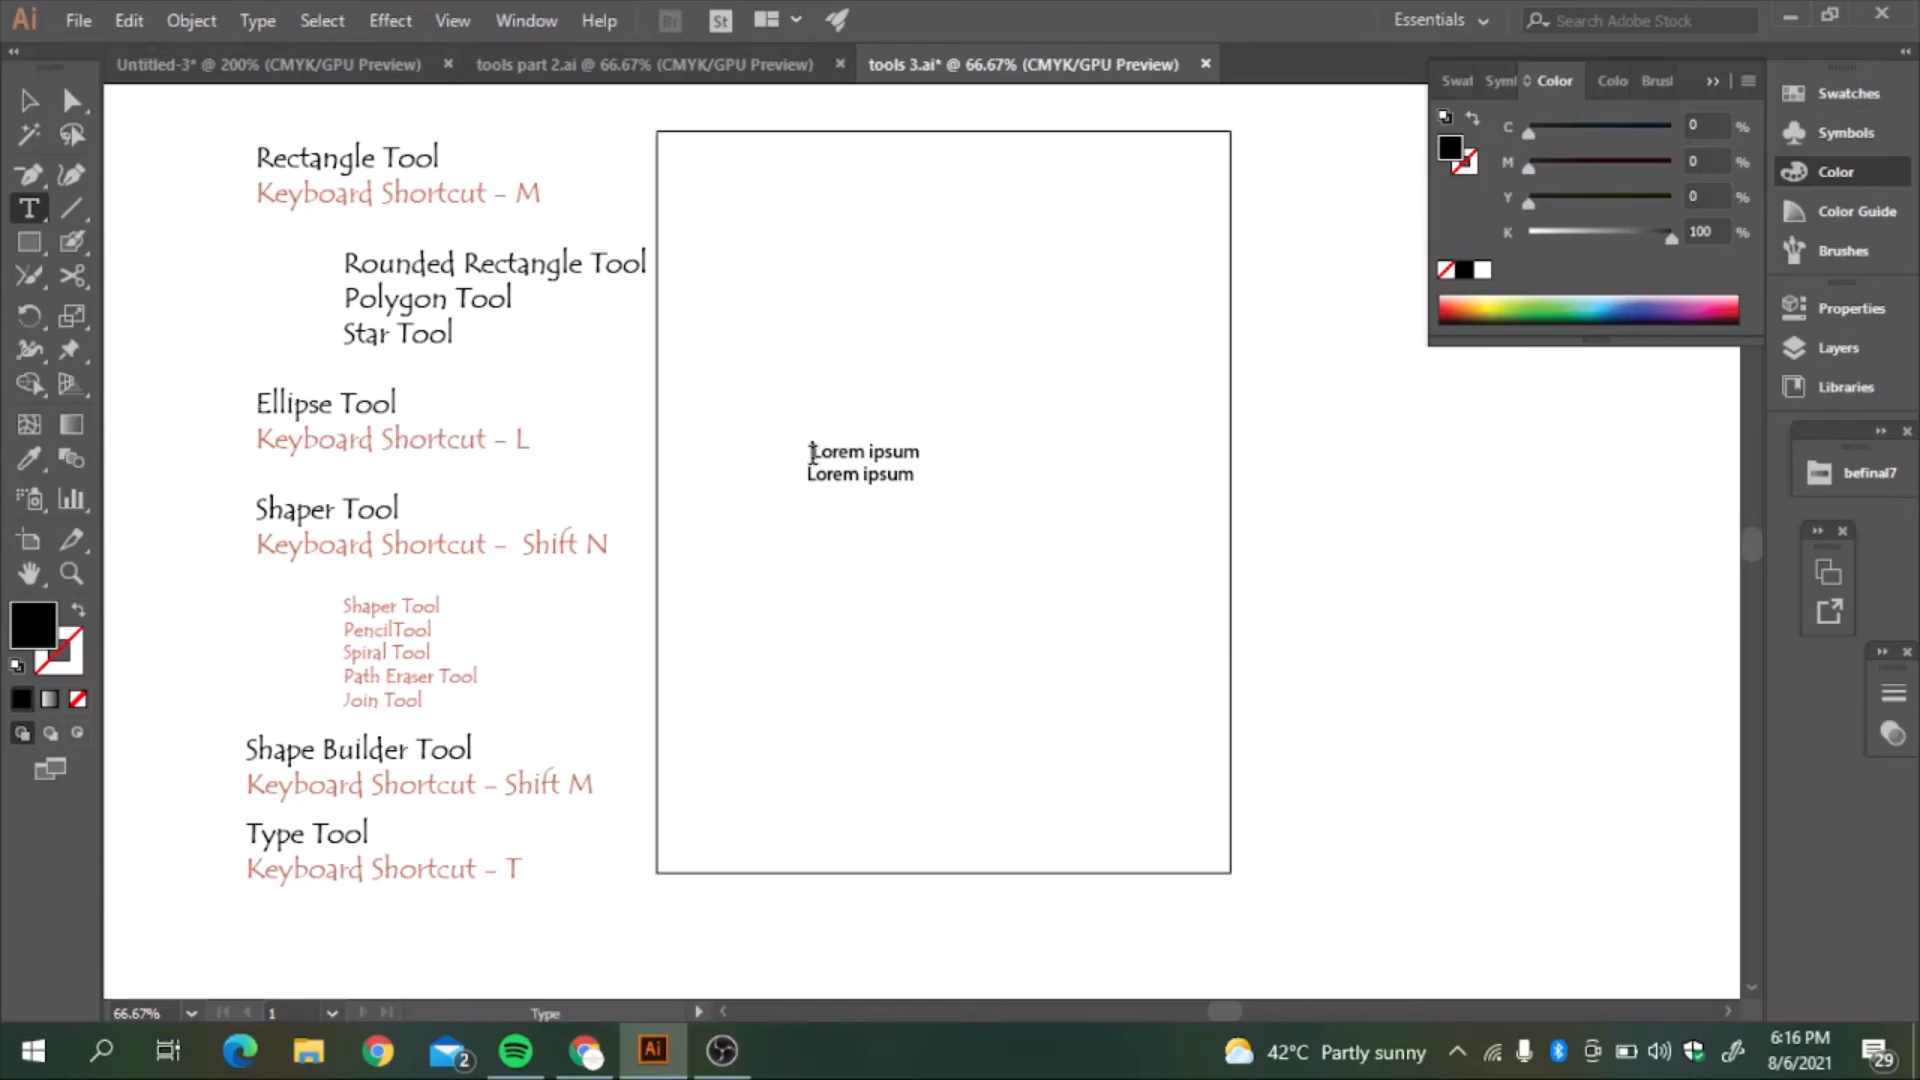 Ai File Edit Object Type Select Effect View Window Help Br St Essentials Search Adobe Stock
Untitled-3* @ 200% (CMYK/GPU Preview) × tools part 2.ai @ 66.67% (CMYK/GPU Preview) × tools 3.ai* @ 66.67% (CMYK/GPU Preview) ×
Swat Syml Color Colo Brusl
C 0 %
M 0 %
Y 0 %
K 100 %
Swatches
Symbols
Color
Color Guide
Brushes
Properties
Layers
Libraries
befinal7
Rectangle Tool
Keyboard Shortcut - M
Rounded Rectangle Tool
Polygon Tool
Star Tool
Ellipse Tool
Keyboard Shortcut - L
Shaper Tool
Keyboard Shortcut - Shift N
Shaper Tool
PencilTool
Spiral Tool
Path Eraser Tool
Join Tool
Shape Builder Tool
Keyboard Shortcut - Shift M
Type Tool
Keyboard Shortcut - T
Lorem ipsum
Lorem ipsum
66.67% 1 Type
2 Ai 42°C Partly sunny 6:16 PM
8/6/2021 29